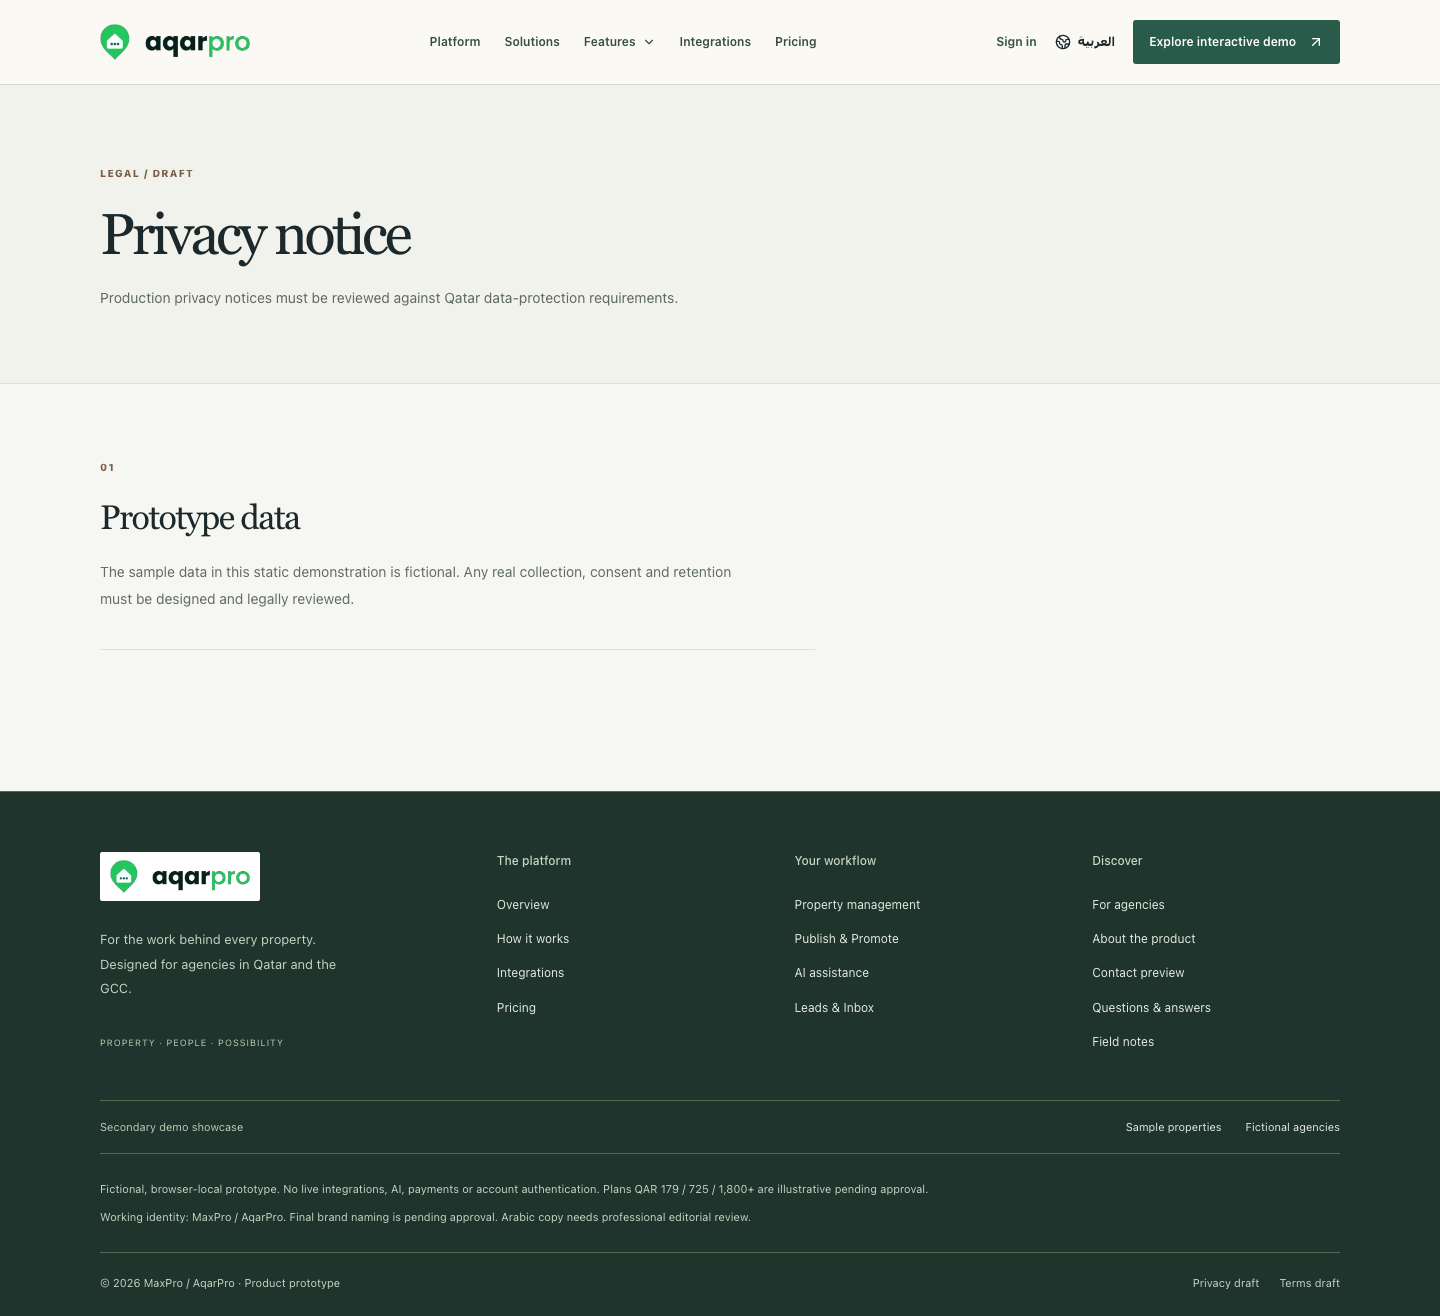 aqarpro
Platform
Solutions
Features
Integrations
Pricing
Sign in
العربية
Explore interactive demo
LEGAL / DRAFT
Privacy notice
Production privacy notices must be reviewed against Qatar data-protection requirements.
01
Prototype data
The sample data in this static demonstration is fictional. Any real collection, consent and retention
must be designed and legally reviewed.
aqarpro
For the work behind every property.
Designed for agencies in Qatar and the
GCC.
PROPERTY · PEOPLE · POSSIBILITY
The platform
Overview
How it works
Integrations
Pricing
Your workflow
Property management
Publish & Promote
AI assistance
Leads & Inbox
Discover
For agencies
About the product
Contact preview
Questions & answers
Field notes
Secondary demo showcase
Sample properties
Fictional agencies
Fictional, browser-local prototype. No live integrations, AI, payments or account authentication. Plans QAR 179 / 725 / 1,800+ are illustrative pending approval.
Working identity: MaxPro / AqarPro. Final brand naming is pending approval. Arabic copy needs professional editorial review.
© 2026 MaxPro / AqarPro · Product prototype
Privacy draft
Terms draft